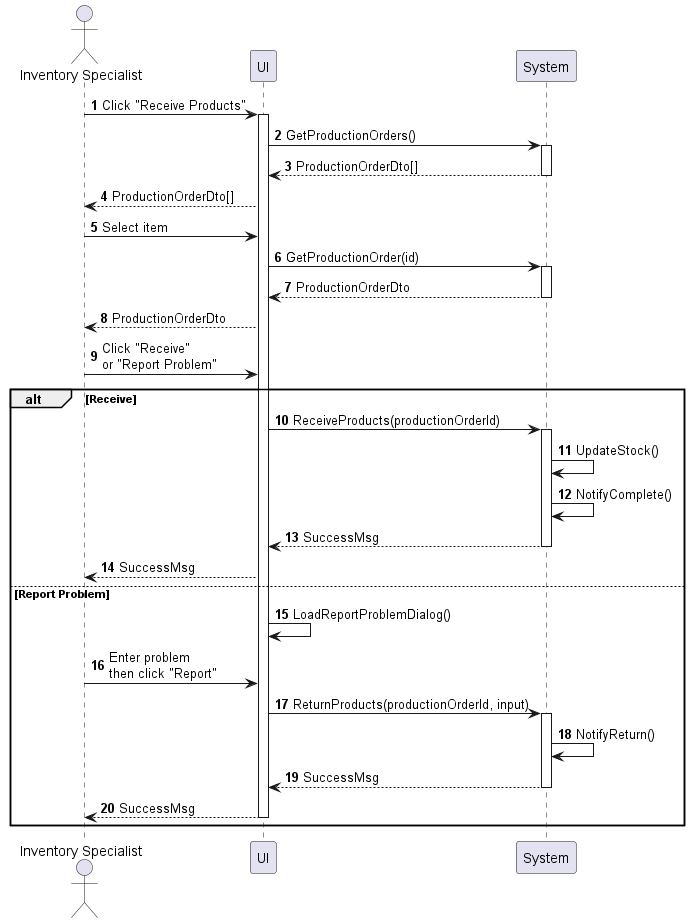 Inventory Specialist
UI
System
1 Click "Receive Products"
2 GetProductionOrders()
3 ProductionOrderDto[]
4 ProductionOrderDto[]
5 Select item
6 GetProductionOrder(id)
7 ProductionOrderDto
8 ProductionOrderDto
9 Click "Receive"
or "Report Problem"
alt
[Receive]
10 ReceiveProducts(productionOrderId)
11 UpdateStock()
12 NotifyComplete()
13 SuccessMsg
14 SuccessMsg
[Report Problem]
15 LoadReportProblemDialog()
16 Enter problem
then click "Report"
17 ReturnProducts(productionOrderId, input)
18 NotifyReturn()
19 SuccessMsg
20 SuccessMsg
Inventory Specialist
UI
System